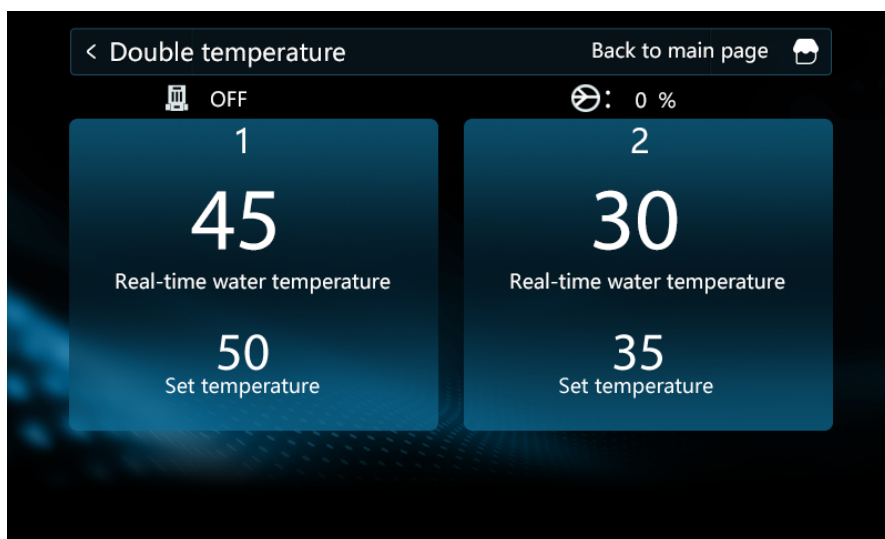 < Double temperature Back to main page
OFF : 0 %
1 2
45 30
Real-time water temperature Real-time water temperature
50 35
Set temperature Set temperature